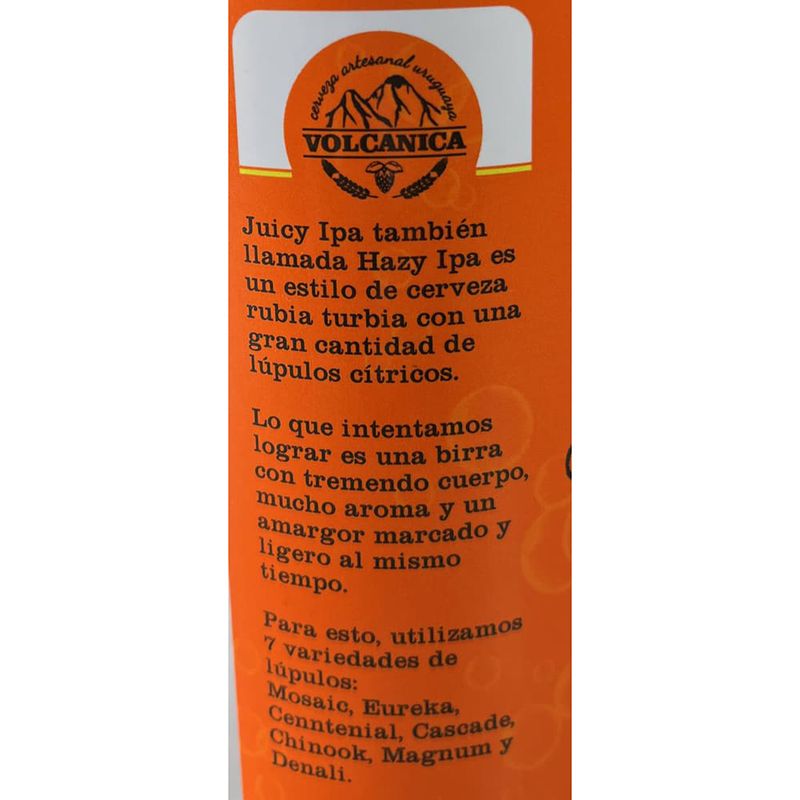 cerveza artesanal uruguaya
VOLCANICA
Juicy Ipa también
llamada Hazy Ipa es
un estilo de cerveza
rubia turbia con una
gran cantidad de
lúpulos cítricos.
Lo que intentamos
lograr es una birra
con tremendo cuerpo,
mucho aroma y un
amargor marcado y
ligero al mismo
tiempo.
Para esto, utilizamos
7 variedades de
lúpulos:
Mosaic, Eureka,
Cenntenial, Cascade,
Chinook, Magnum y
Denali.